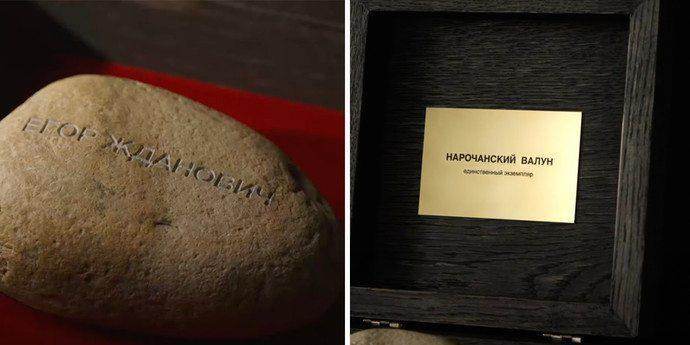 ЕГОР ЖДАНОВИЧ
НАРОЧАНСКИЙ ВАЛУН
единственный экземпляр